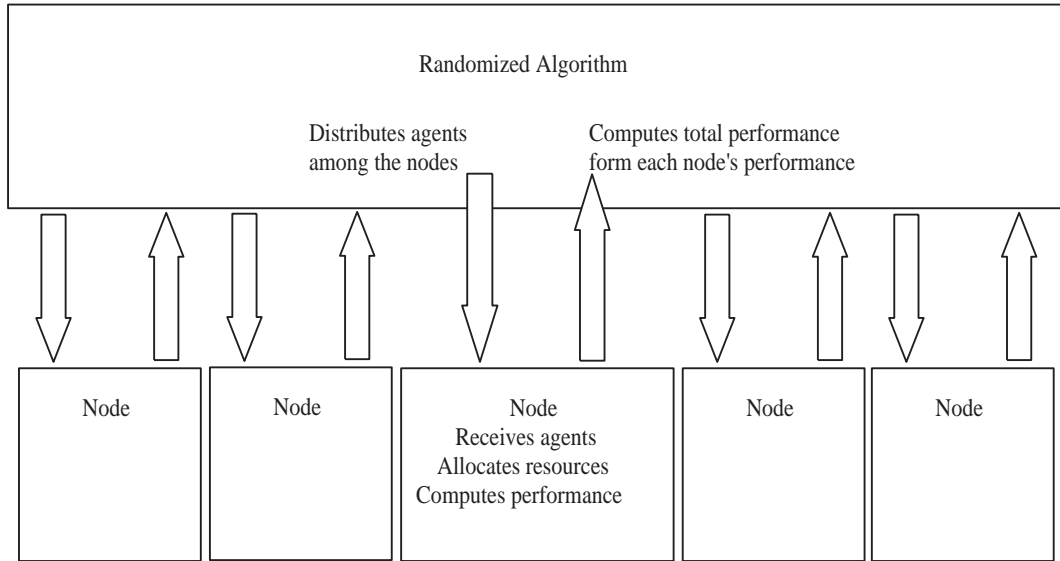 Randomized Algorithm
Distributes agents
among the nodes
Computes total performance
form each node's performance
Node
Node
Node
Receives agents
Allocates resources
Computes performance
Node
Node